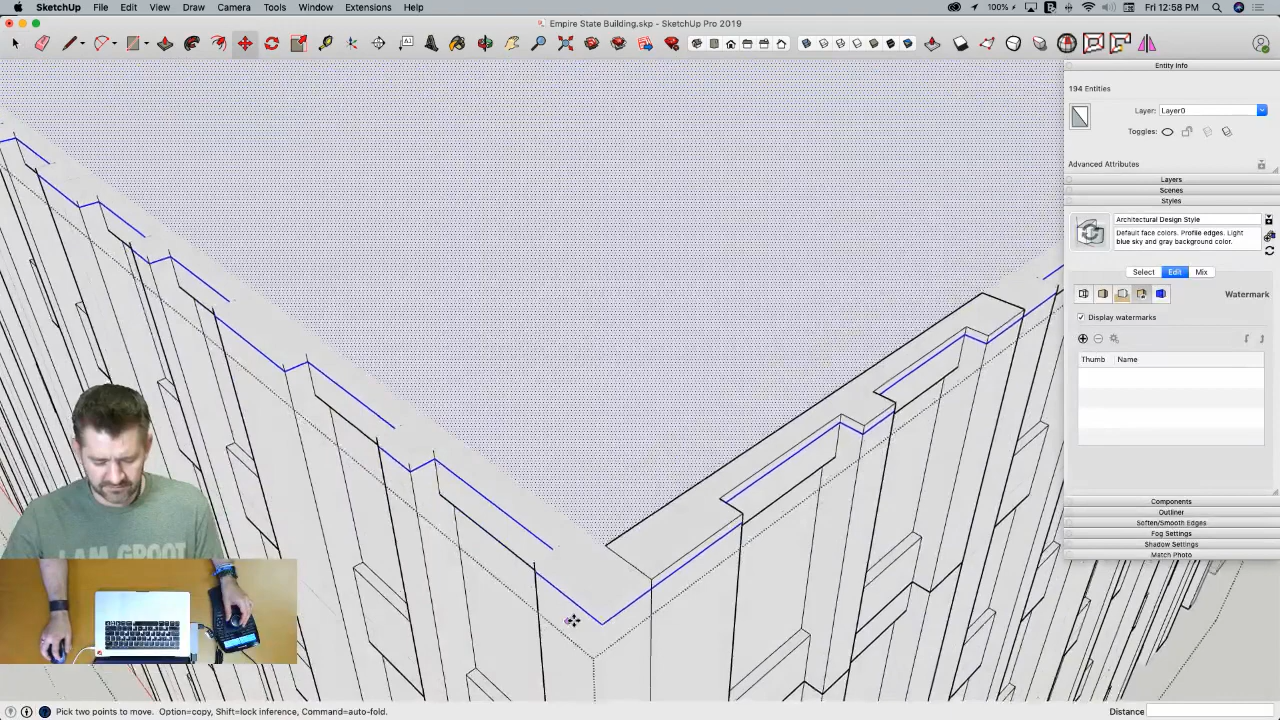 SketchUp File Edit View Draw Camera Tools Window Extensions Help
100% Fri 12:58 PM
Empire State Building.skp - SketchUp Pro 2019
Entity Info
194 Entities
Layer: Layer0
Toggles:
Advanced Attributes
Layers
Scenes
Styles
Architectural Design Style
Default face colors. Profile edges. Light
blue sky and gray background color.
Select Edit Mix
Watermark
Display watermarks
Thumb Name
Components
Outliner
Soften/Smooth Edges
Fog Settings
Shadow Settings
Match Photo
I AM GROOT
Pick two points to move. Option=copy, Shift=lock inference, Command=auto-fold.
Distance